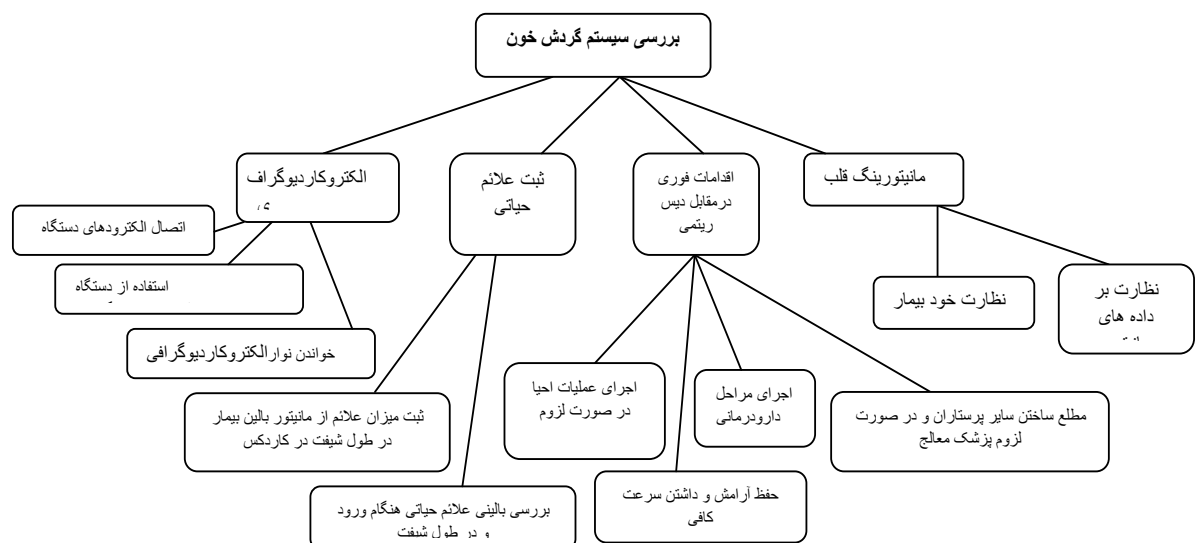 بررسی سیستم گردش خون
مانیتورینگ قلب
اقدامات فوری
درمقابل دیس
ریتمی
ثبت علائم
حیاتی
الکتروکاردیوگراف
ی
نظارت بر
داده های
نظارت خود بیمار
اتصال الکترودهای دستگاه
استفاده از دستگاه
خواندن نوارالکتروکاردیوگرافی
مطلع ساختن سایر پرستاران و در صورت
لزوم پزشک معالج
اجرای مراحل
دارودرمانی
اجرای عملیات احیا
در صورت لزوم
حفظ آرامش و داشتن سرعت
کافی
ثبت میزان علائم از مانیتور بالین بیمار
در طول شیفت در کاردکس
بررسی بالینی علائم حیاتی هنگام ورود
و در طول شیفت